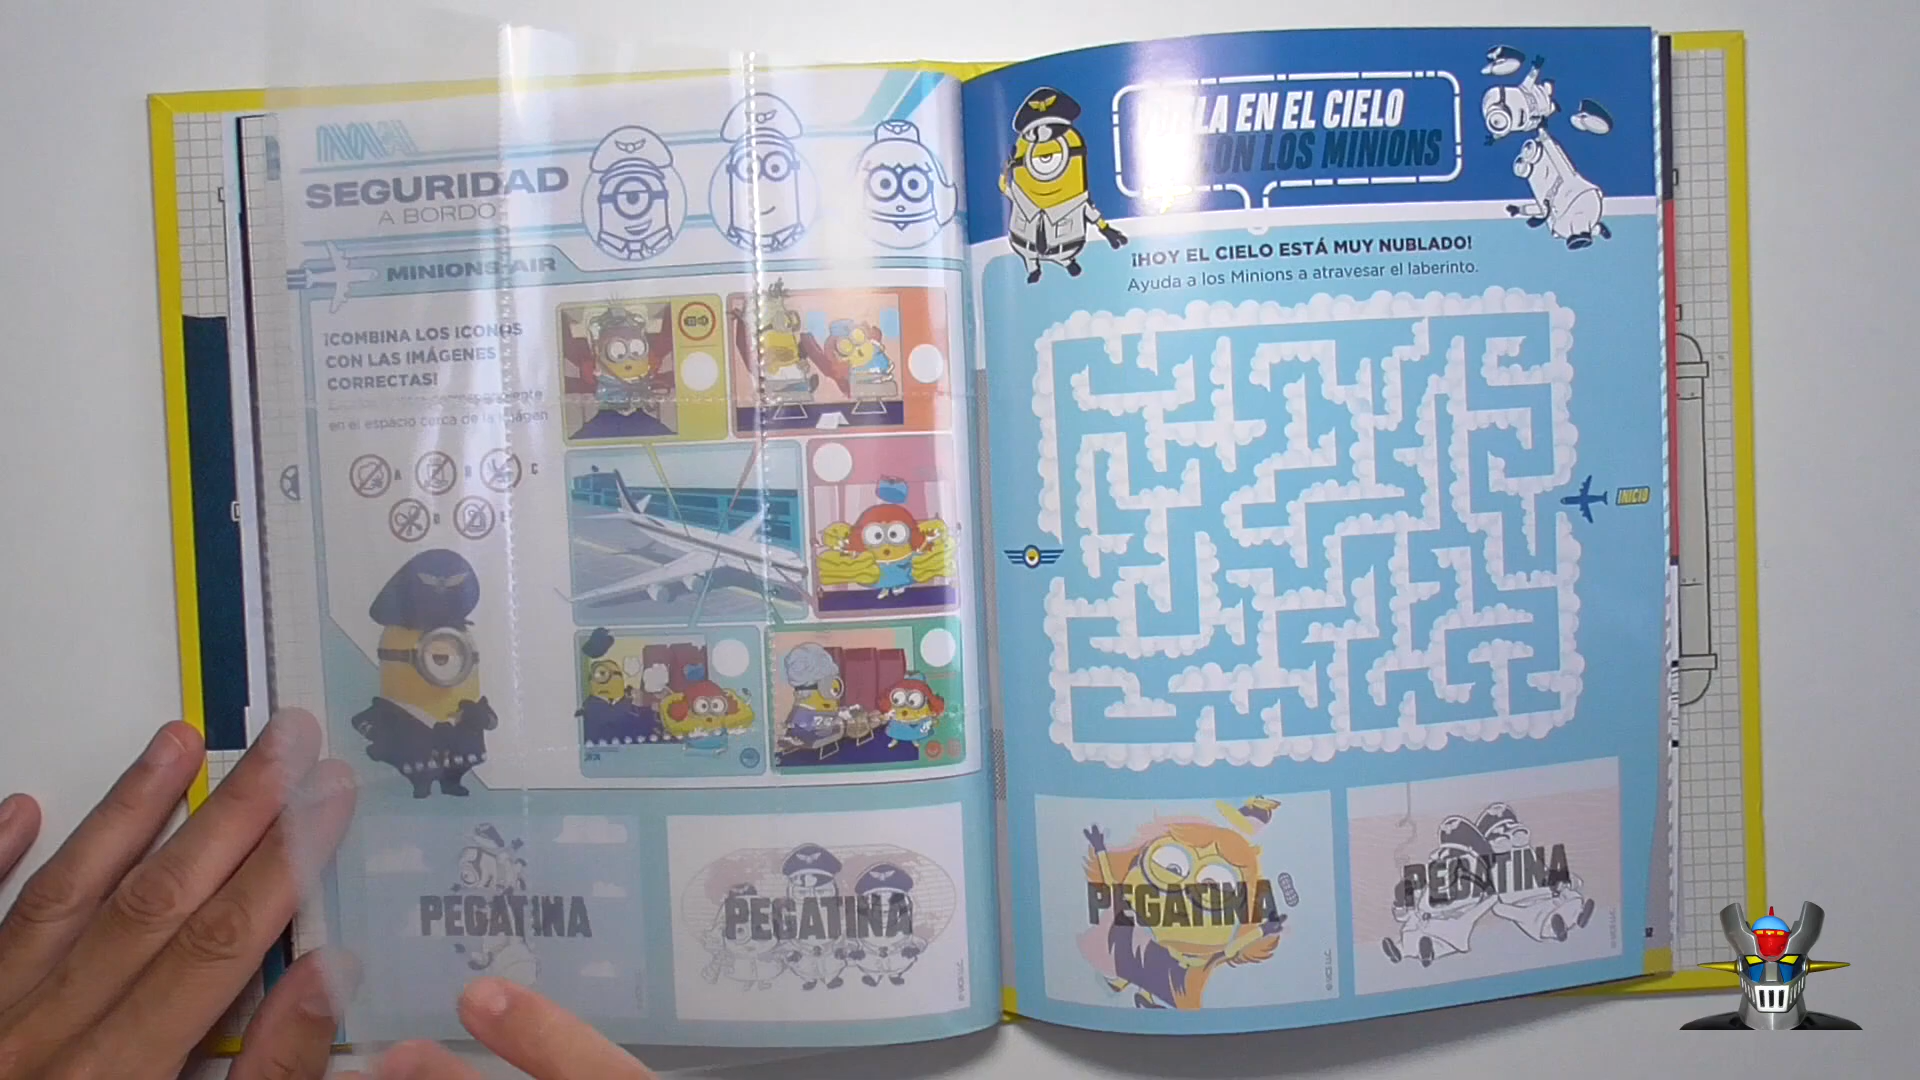 SEGURIDAD
A BORDO
MINIONS AIR
¡COMBINA LOS ICONOS
CON LAS IMÁGENES
CORRECTAS!
en el espacio cerca de la imagen
A
B
C
D
E
PEGATINA
PEGATINA
LA EN EL CIELO
CON LOS MINIONS
¡HOY EL CIELO ESTÁ MUY NUBLADO!
Ayuda a los Minions a atravesar el laberinto.
INICIO
PEGATINA
PEGATINA